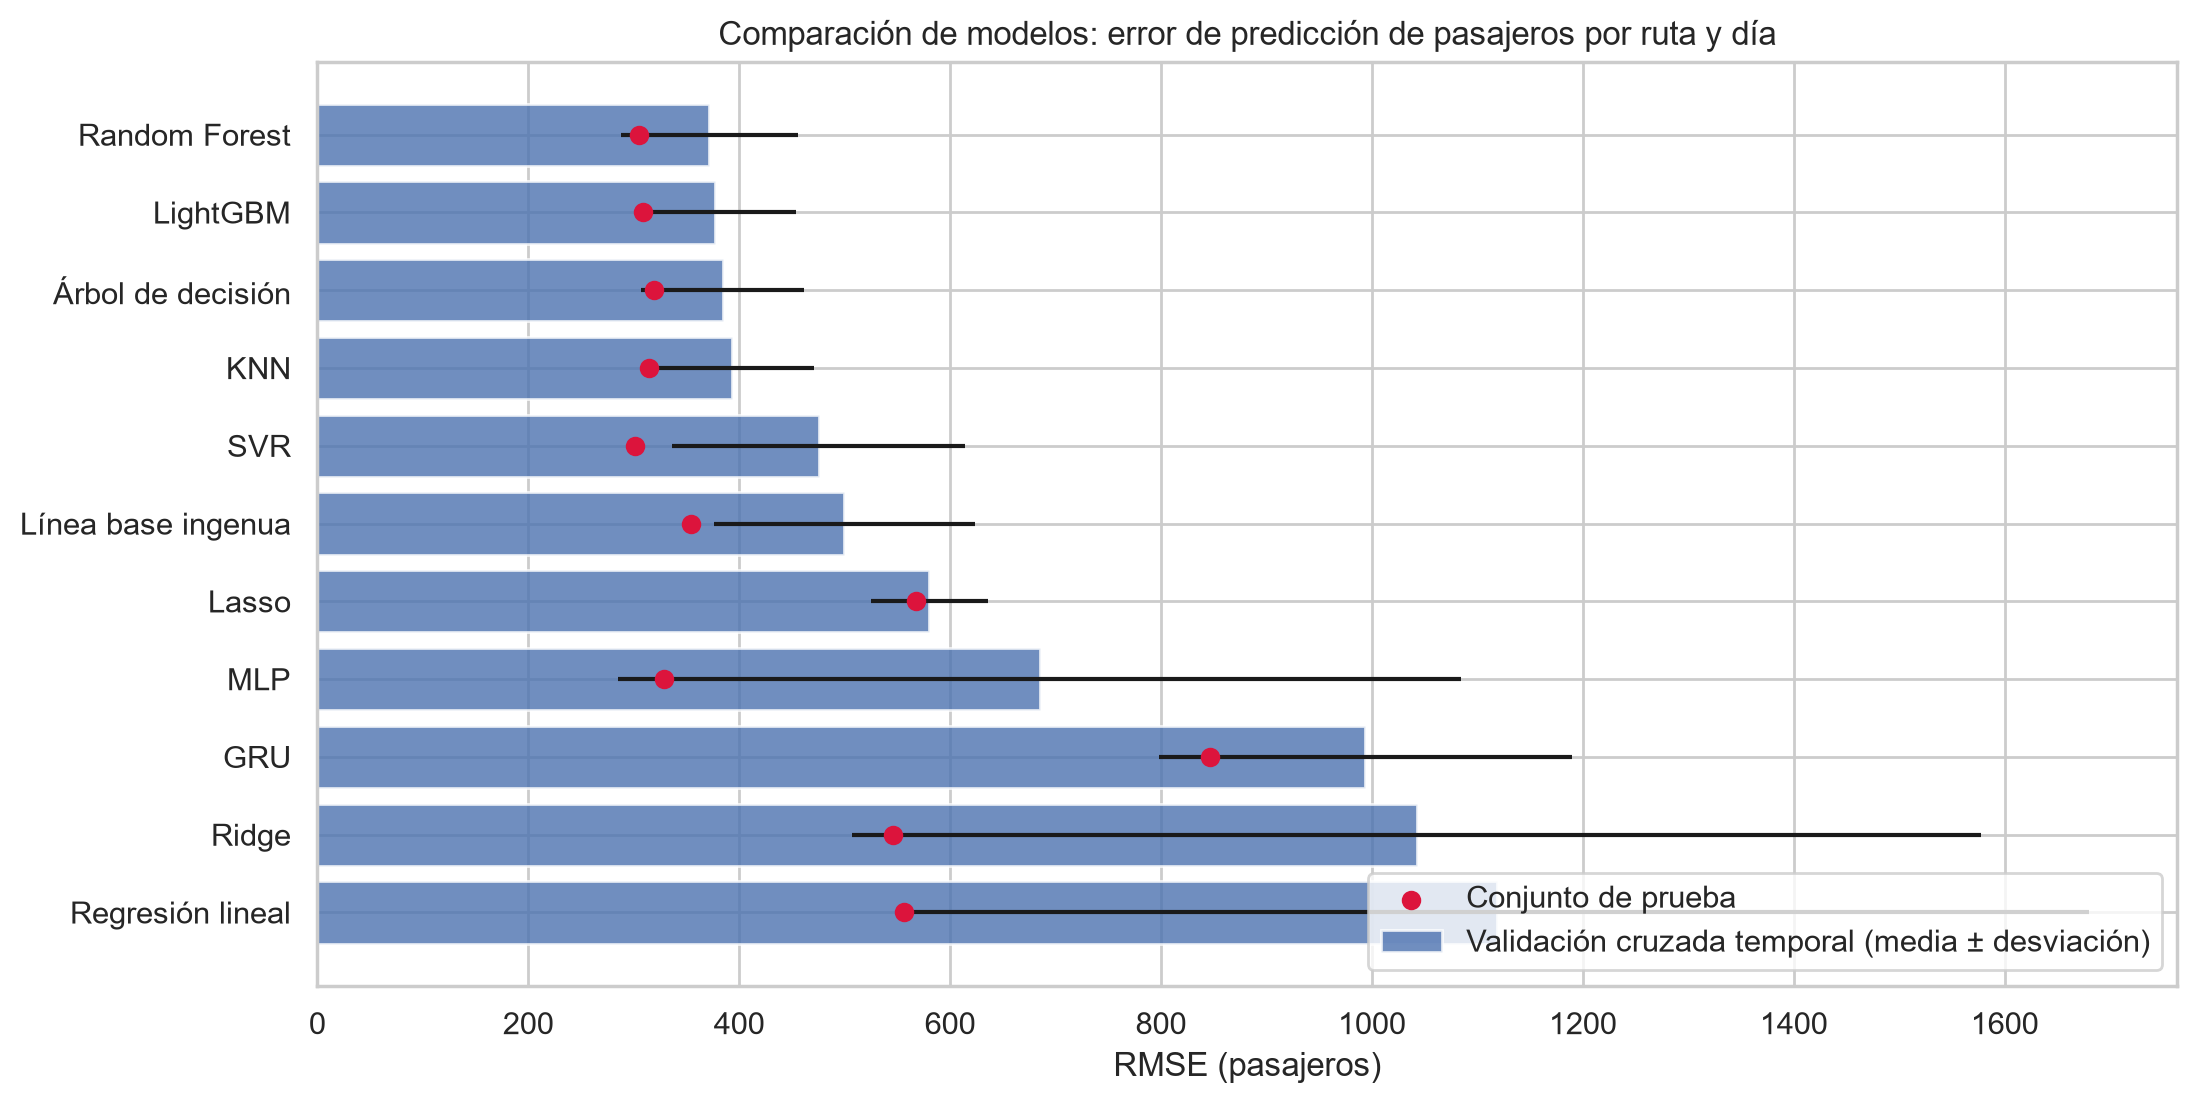 Comparación de modelos: error de predicción de pasajeros por ruta y día
Random Forest
LightGBM
Árbol de decisión
KNN
SVR
Línea base ingenua
Lasso
MLP
GRU
Ridge
Regresión lineal
Conjunto de prueba
Validación cruzada temporal (media ± desviación)
0 200 400 600 800 1000 1200 1400 1600
RMSE (pasajeros)